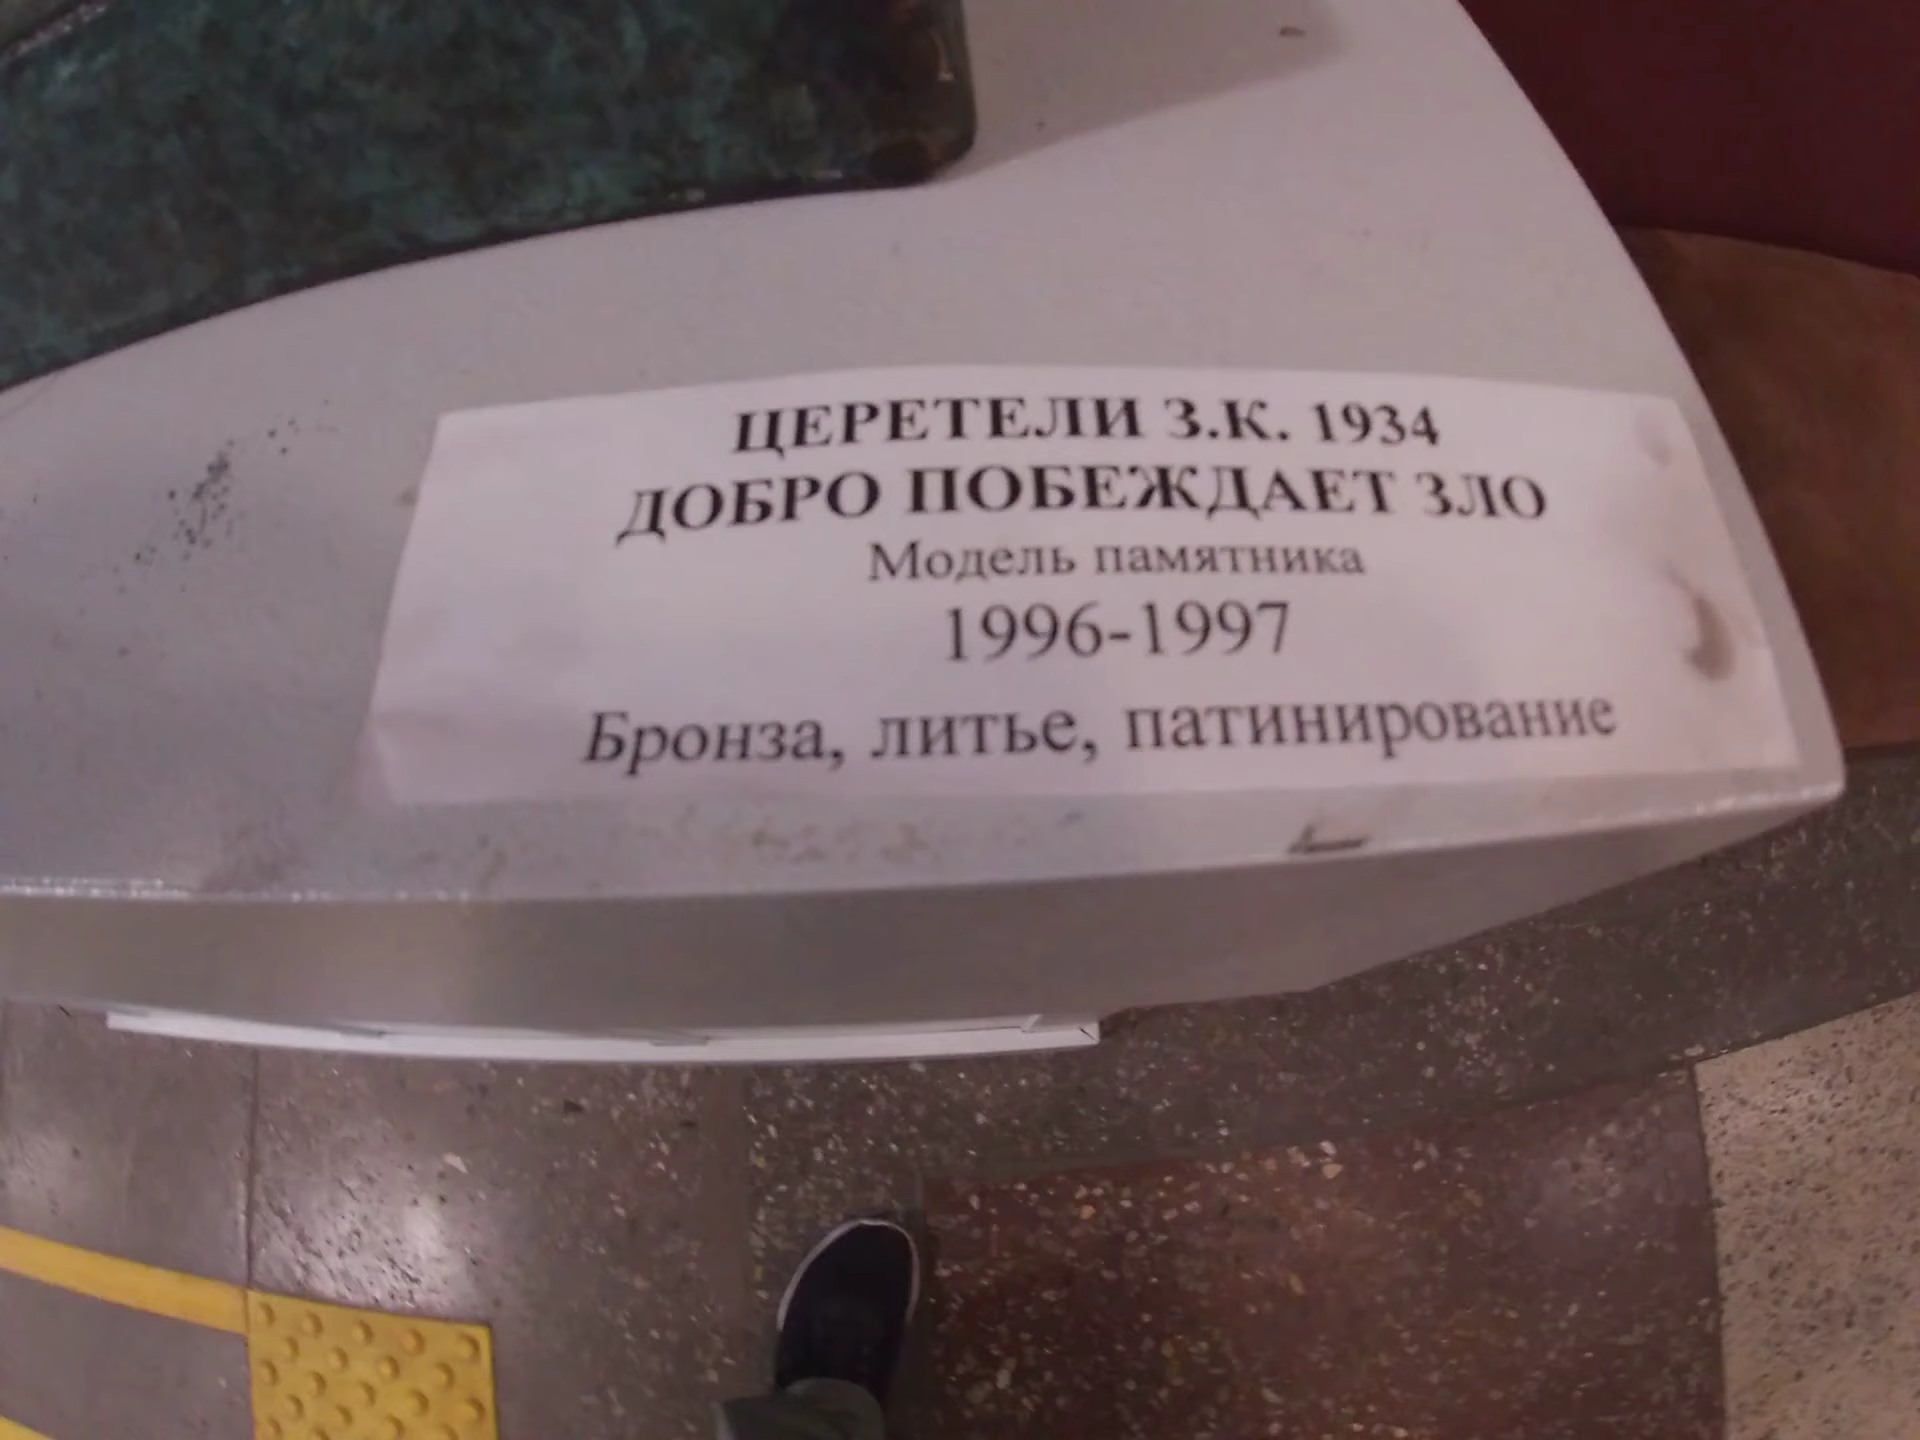 ЦЕРЕТЕЛИ З.К. 1934
ДОБРО ПОБЕЖДАЕТ ЗЛО
Модель памятника
1996-1997
Бронза, литье, патинирование